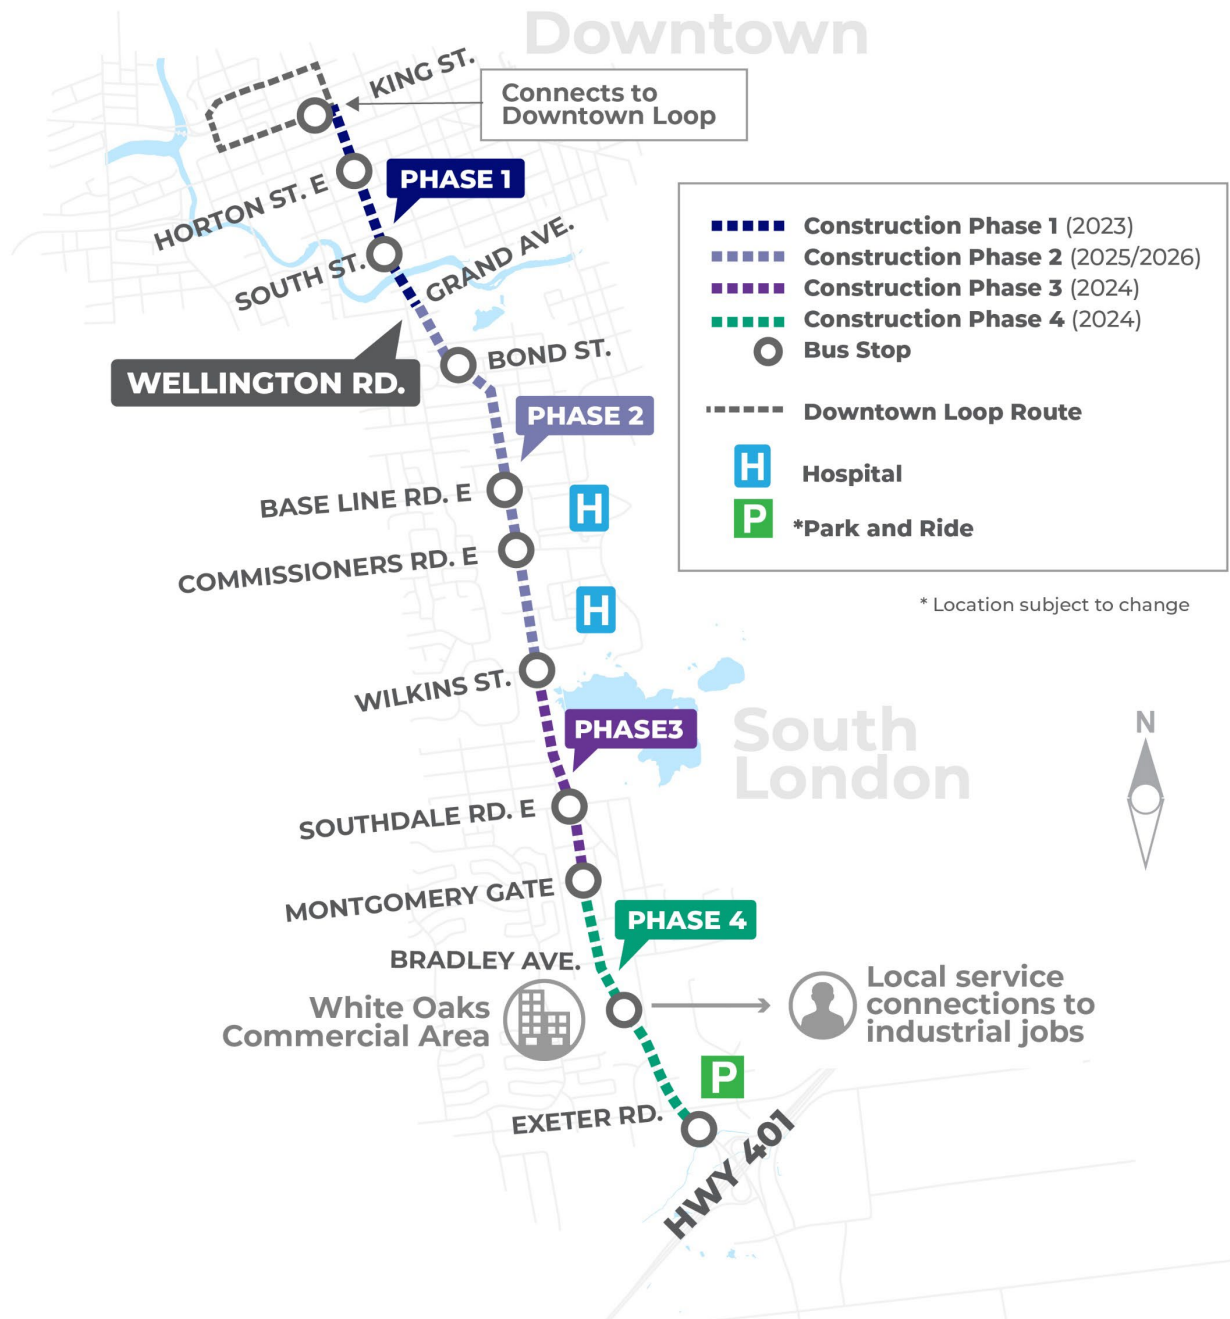 Downtown
KING ST.
Connects to
Downtown Loop
PHASE 1
HORTON ST. E
SOUTH ST.
GRAND AVE.
Construction Phase 1 (2023)
Construction Phase 2 (2025/2026)
Construction Phase 3 (2024)
Construction Phase 4 (2024)
Bus Stop
Downtown Loop Route
H Hospital
P *Park and Ride
* Location subject to change
WELLINGTON RD.
BOND ST.
PHASE 2
BASE LINE RD. E
H
COMMISSIONERS RD. E
H
WILKINS ST.
PHASE3
South
London
N
SOUTHDALE RD. E
MONTGOMERY GATE
PHASE 4
BRADLEY AVE.
White Oaks
Commercial Area
Local service
connections to
industrial jobs
P
EXETER RD.
HWY 401